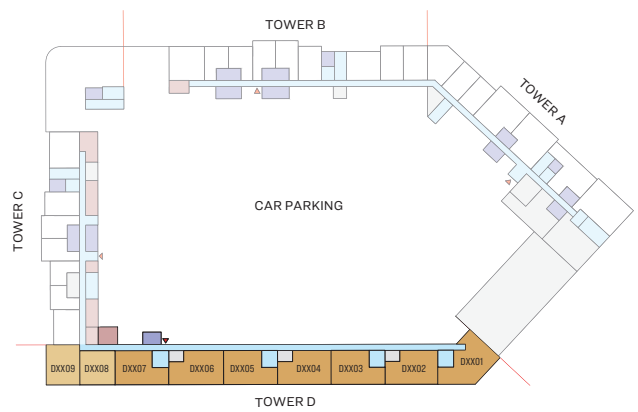 TOWER B
TOWER A
TOWER C
CAR PARKING
DXX09 DXX08 DXX07 DXX06 DXX05 DXX04 DXX03 DXX02 DXX01
TOWER D